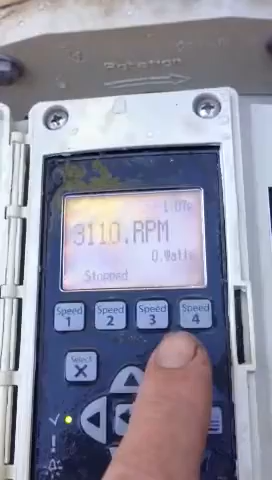 Rotation
3110.RPM
0.Watts
Stopped
Speed 1
Speed 2
Speed 3
Speed 4
Select
X